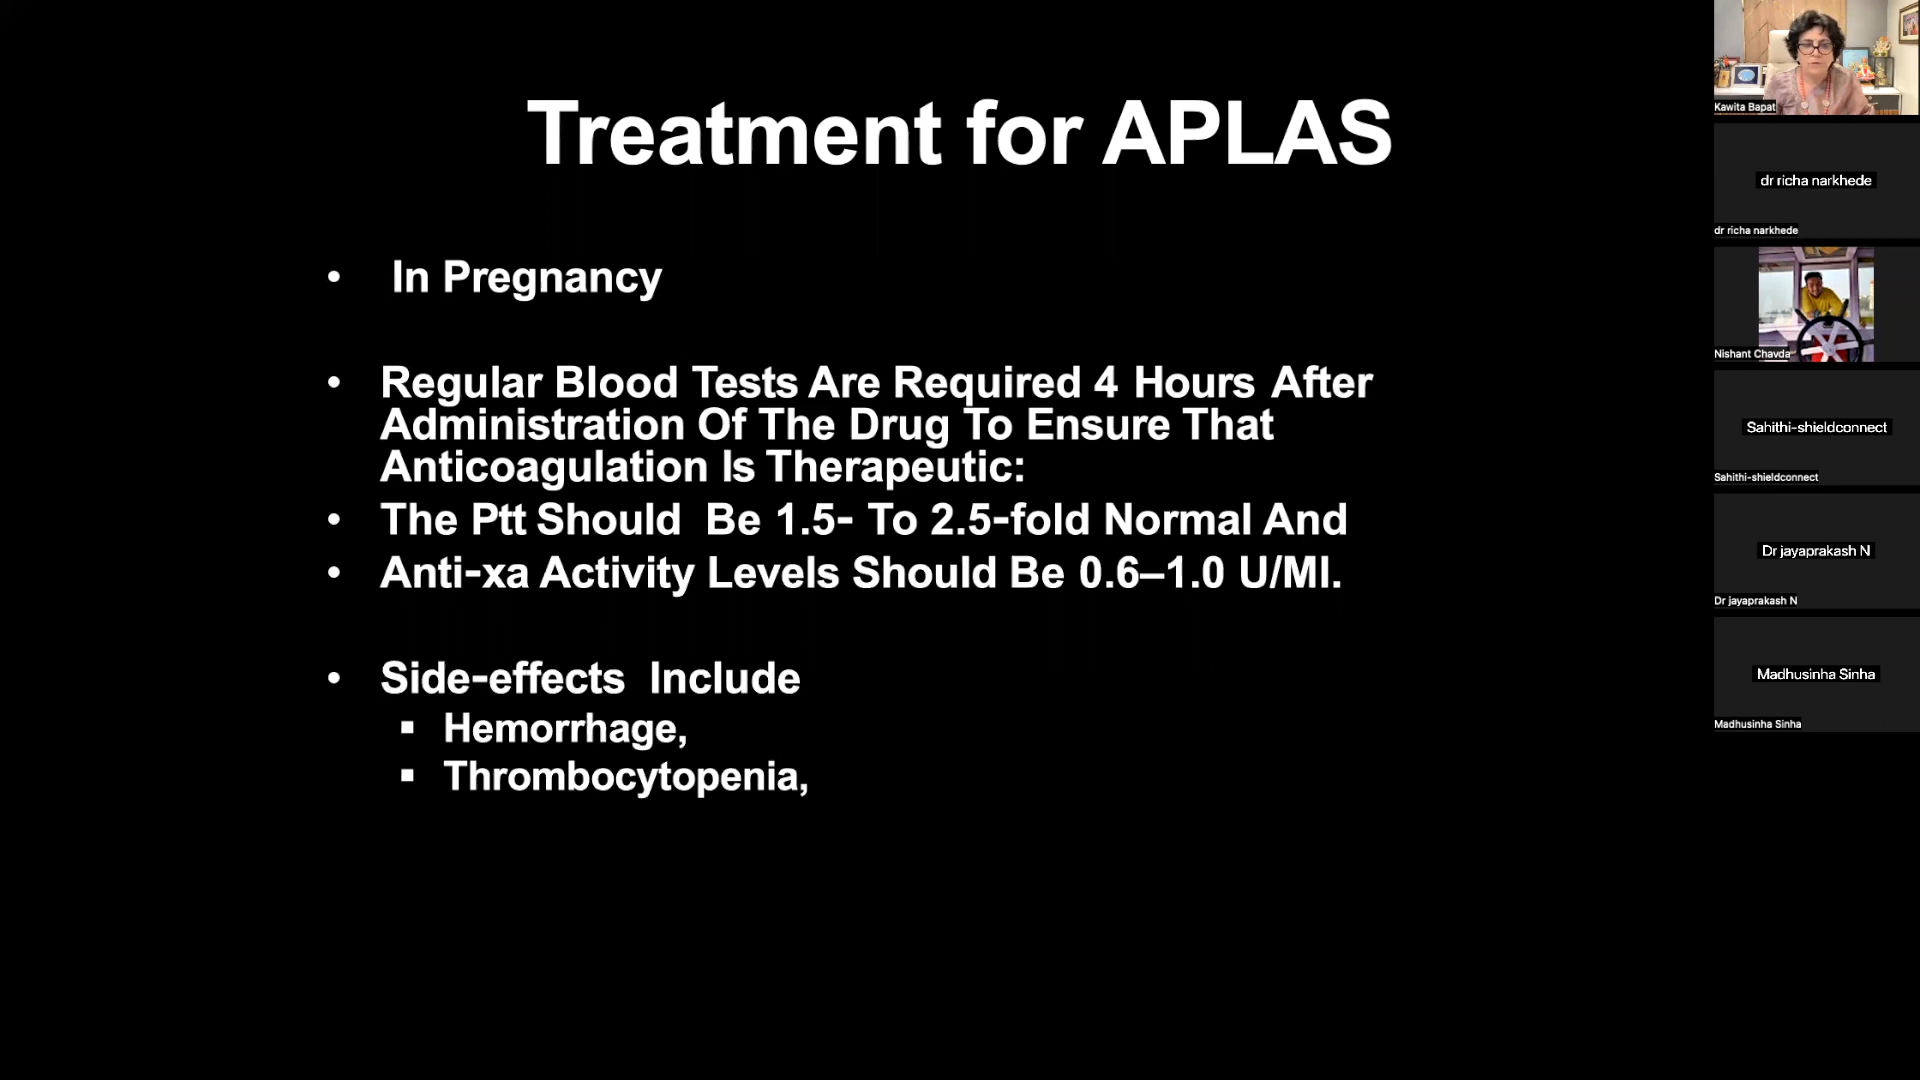 Treatment for APLAS
• In Pregnancy
• Regular Blood Tests Are Required 4 Hours After
Administration Of The Drug To Ensure That
Anticoagulation Is Therapeutic:
• The Ptt Should Be 1.5- To 2.5-fold Normal And
• Anti-xa Activity Levels Should Be 0.6–1.0 U/Ml.
• Side-effects Include
▪ Hemorrhage,
▪ Thrombocytopenia,
Kawita Bapat
dr richa narkhede
dr richa narkhede
Nishant Chavda
Sahithi-shieldconnect
Sahithi-shieldconnect
Dr jayaprakash N
Dr jayaprakash N
Madhusinha Sinha
Madhusinha Sinha